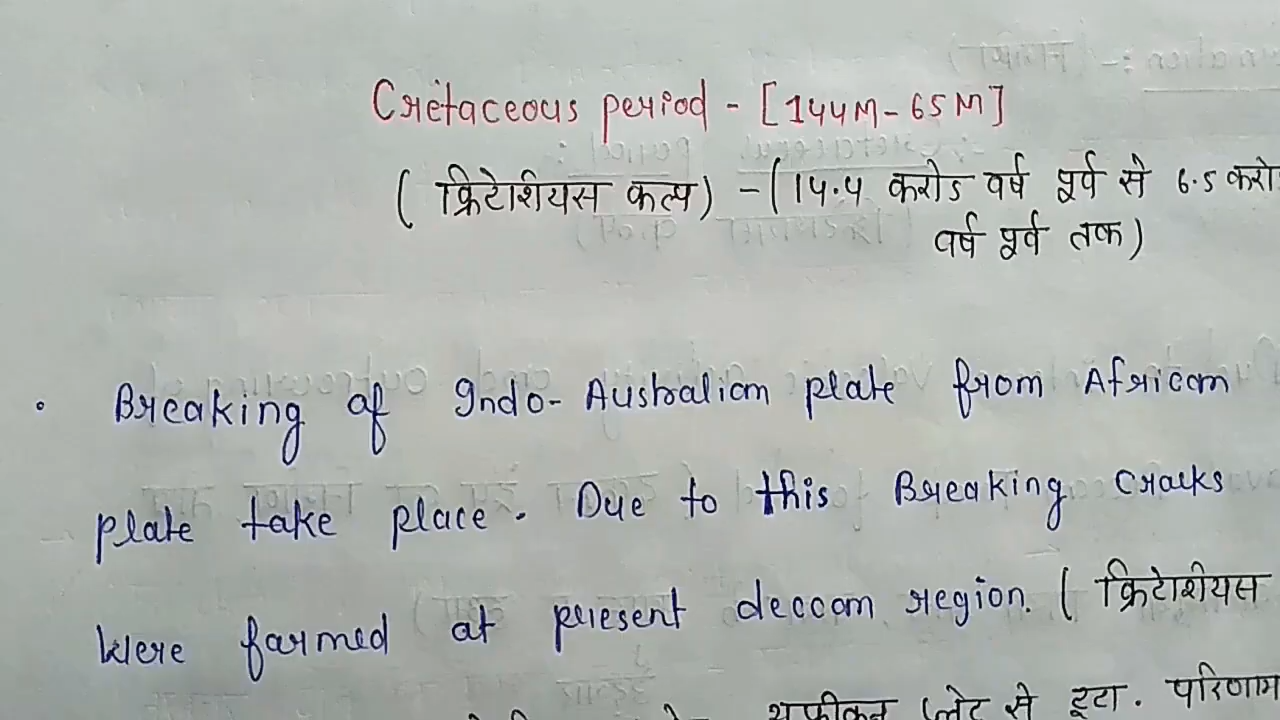 Cretaceous period - [144M - 65M]
( क्रिटेशियस कल्प) - (14.4 करोड वर्ष पूर्व से 6.5 करो
वर्ष पूर्व तक)
• Breaking of Indo- Australian plate from African
plate take place. Due to this Breaking cracks
were formed at present deccan region. ( क्रिटेशियस
प्लेट से हटा. परिणाम